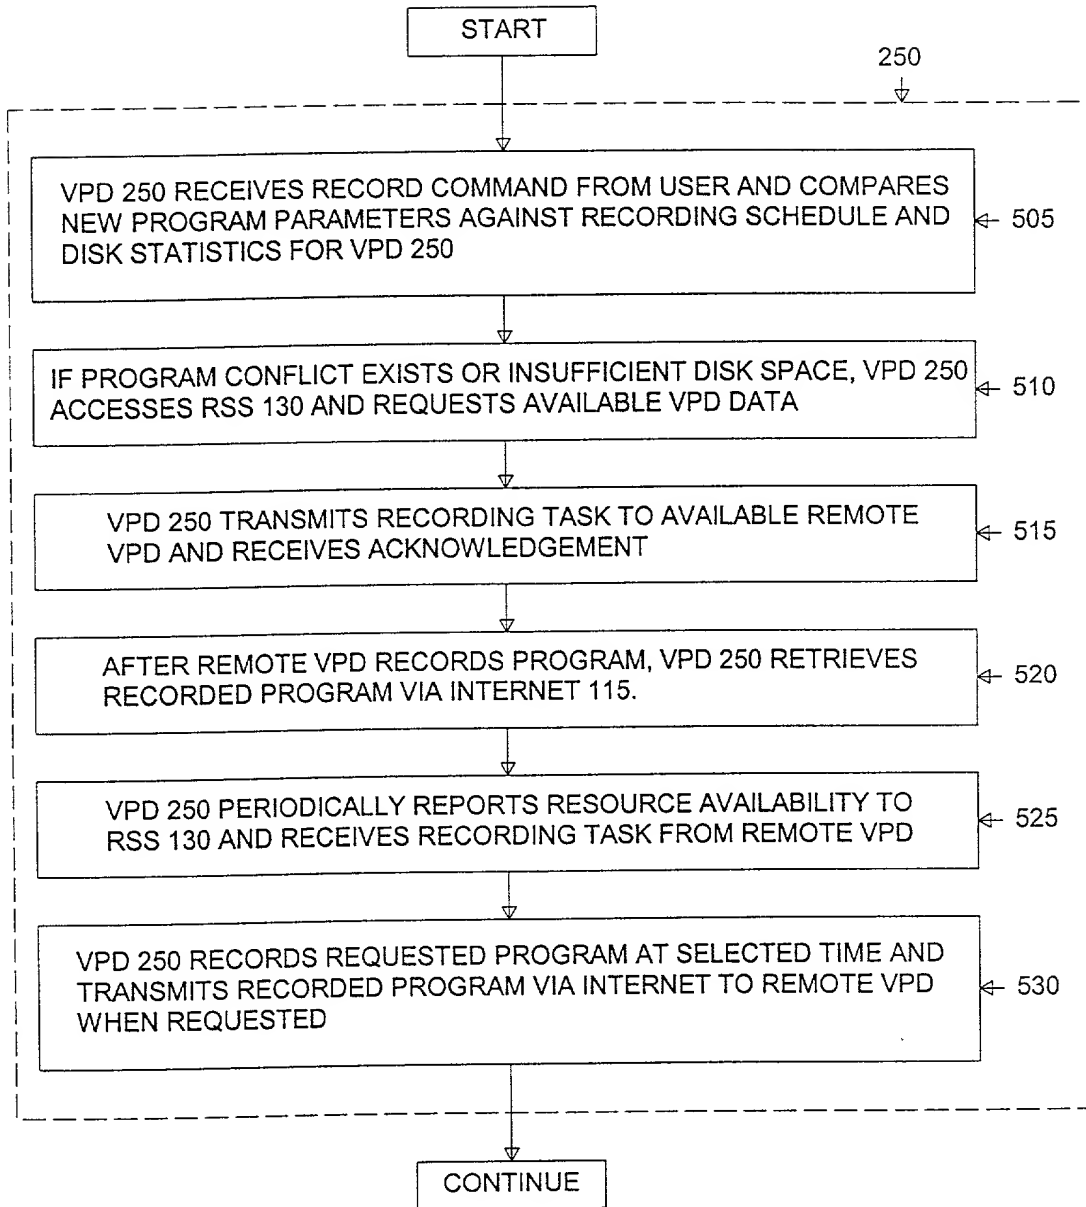 START
250
VPD 250 RECEIVES RECORD COMMAND FROM USER AND COMPARES
NEW PROGRAM PARAMETERS AGAINST RECORDING SCHEDULE AND
DISK STATISTICS FOR VPD 250
505
IF PROGRAM CONFLICT EXISTS OR INSUFFICIENT DISK SPACE, VPD 250
ACCESSES RSS 130 AND REQUESTS AVAILABLE VPD DATA
510
VPD 250 TRANSMITS RECORDING TASK TO AVAILABLE REMOTE
VPD AND RECEIVES ACKNOWLEDGEMENT
515
AFTER REMOTE VPD RECORDS PROGRAM, VPD 250 RETRIEVES
RECORDED PROGRAM VIA INTERNET 115.
520
VPD 250 PERIODICALLY REPORTS RESOURCE AVAILABILITY TO
RSS 130 AND RECEIVES RECORDING TASK FROM REMOTE VPD
525
VPD 250 RECORDS REQUESTED PROGRAM AT SELECTED TIME AND
TRANSMITS RECORDED PROGRAM VIA INTERNET TO REMOTE VPD
WHEN REQUESTED
530
CONTINUE